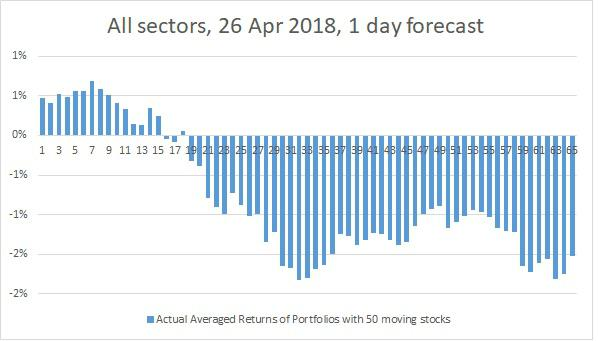 All sectors, 26 Apr 2018, 1 day forecast
1%
1%
0%
1 3 5 7 9 11 13 15 17 19 21 23 25 27 29 31 33 35 37 39 41 43 45 47 49 51 53 55 57 59 61 63 65
-1%
-1%
-2%
-2%
Actual Averaged Returns of Portfolios with 50 moving stocks